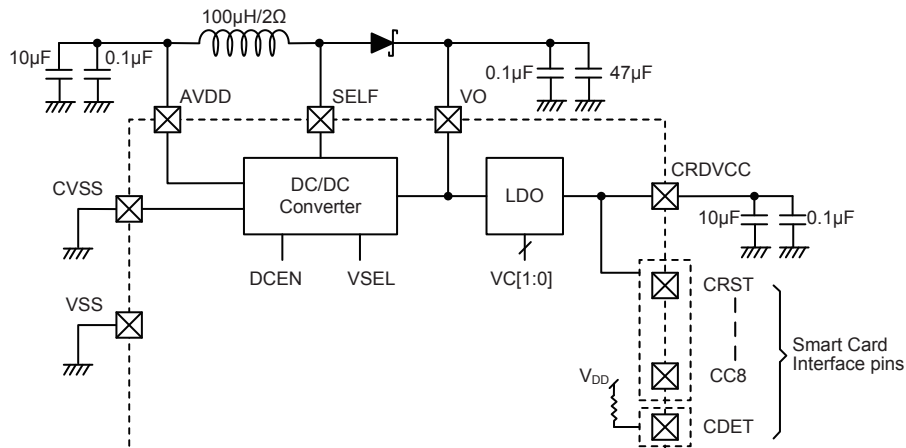 100µH/2Ω
10µF
0.1µF
0.1µF
47µF
AVDD
SELF
VO
CVSS
DC/DC
Converter
LDO
CRDVCC
10µF
0.1µF
DCEN
VSEL
VC[1:0]
CRST
VSS
Smart Card
Interface pins
VDD
CC8
CDET